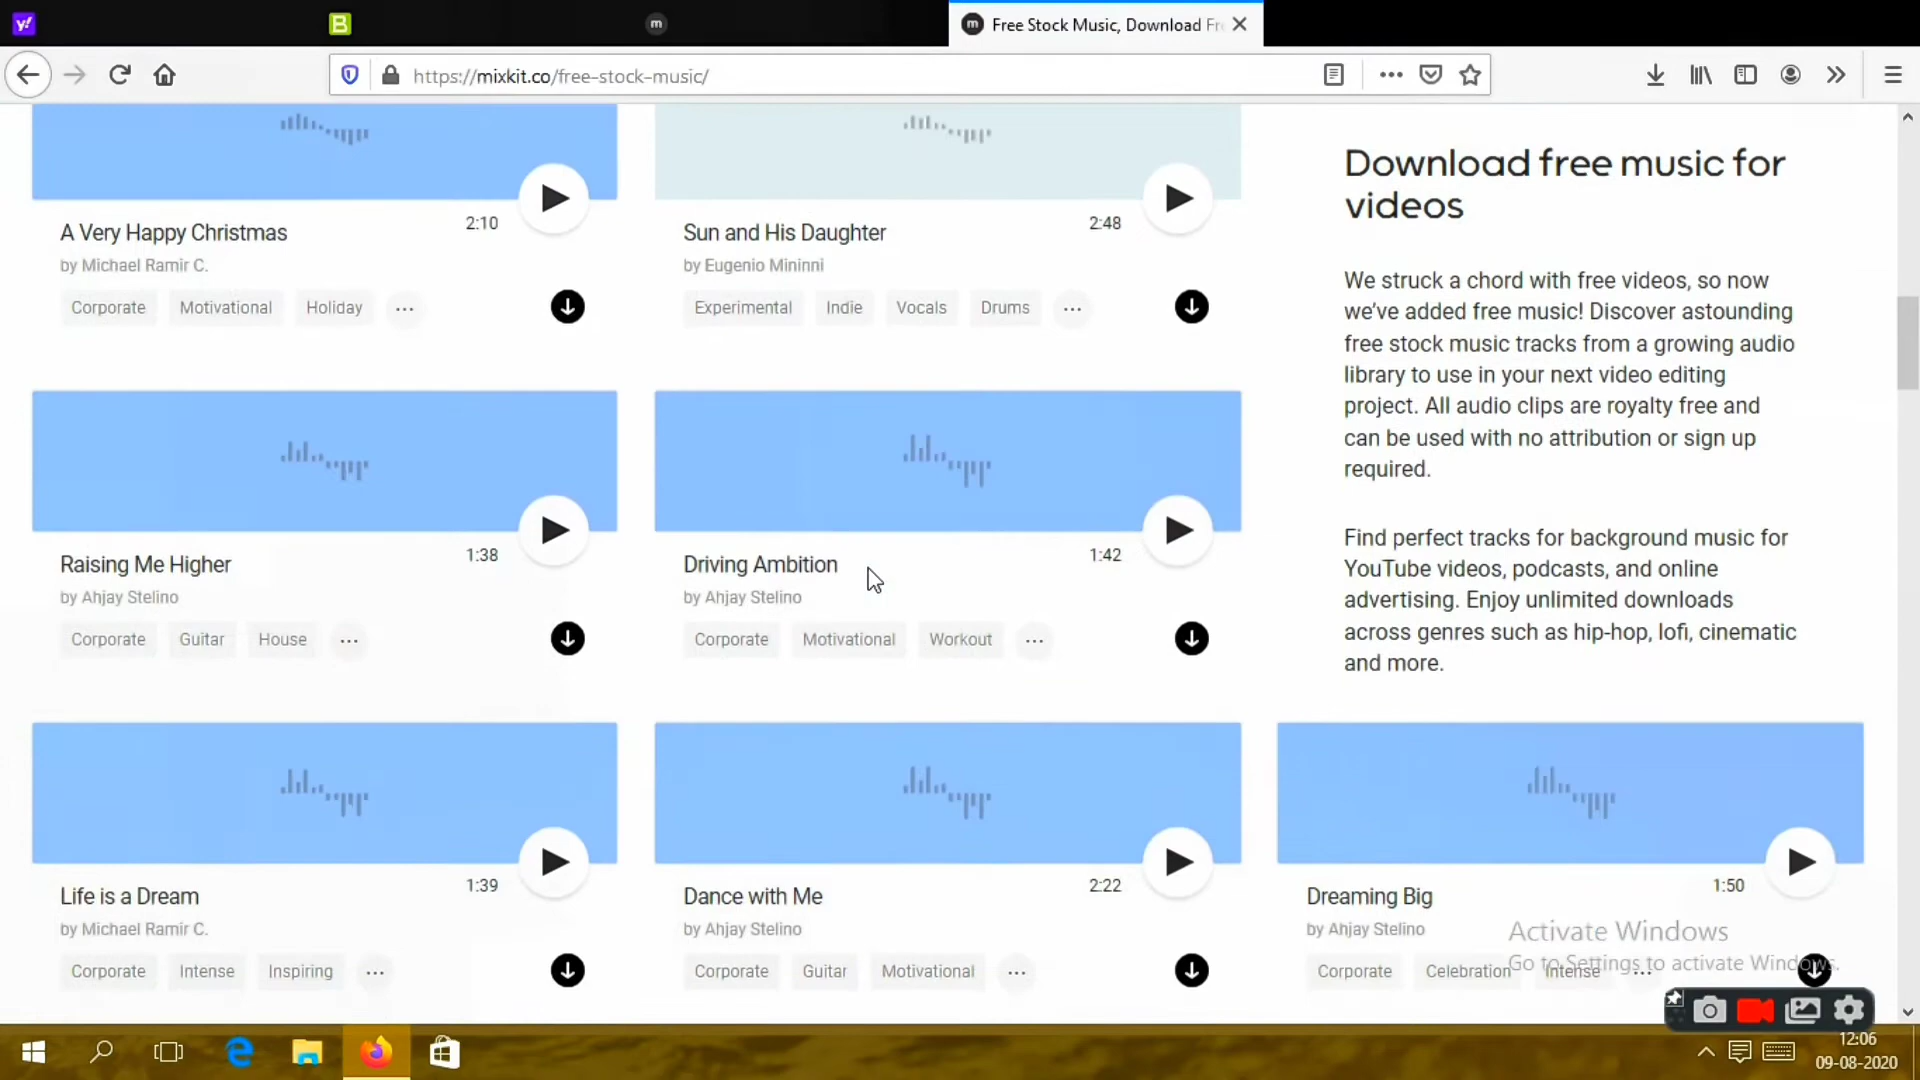 Free Stock Music, Download Fr
https://mixkit.co/free-stock-music/
A Very Happy Christmas
2:10
by Michael Ramir C.
Corporate Motivational Holiday ...
Sun and His Daughter
2:48
by Eugenio Mininni
Experimental Indie Vocals Drums ...
Download free music for
videos
We struck a chord with free videos, so now
we've added free music! Discover astounding
free stock music tracks from a growing audio
library to use in your next video editing
project. All audio clips are royalty free and
can be used with no attribution or sign up
required.
Find perfect tracks for background music for
YouTube videos, podcasts, and online
advertising. Enjoy unlimited downloads
across genres such as hip-hop, lofi, cinematic
and more.
Raising Me Higher
1:38
by Ahjay Stelino
Corporate Guitar House ...
Driving Ambition
1:42
by Ahjay Stelino
Corporate Motivational Workout ...
Life is a Dream
1:39
by Michael Ramir C.
Corporate Intense Inspiring ...
Dance with Me
2:22
by Ahjay Stelino
Corporate Guitar Motivational ...
Dreaming Big
1:50
by Ahjay Stelino
Corporate Celebration Intense ...
Activate Windows
Go to Settings to activate Windows.
12:06
09-08-2020